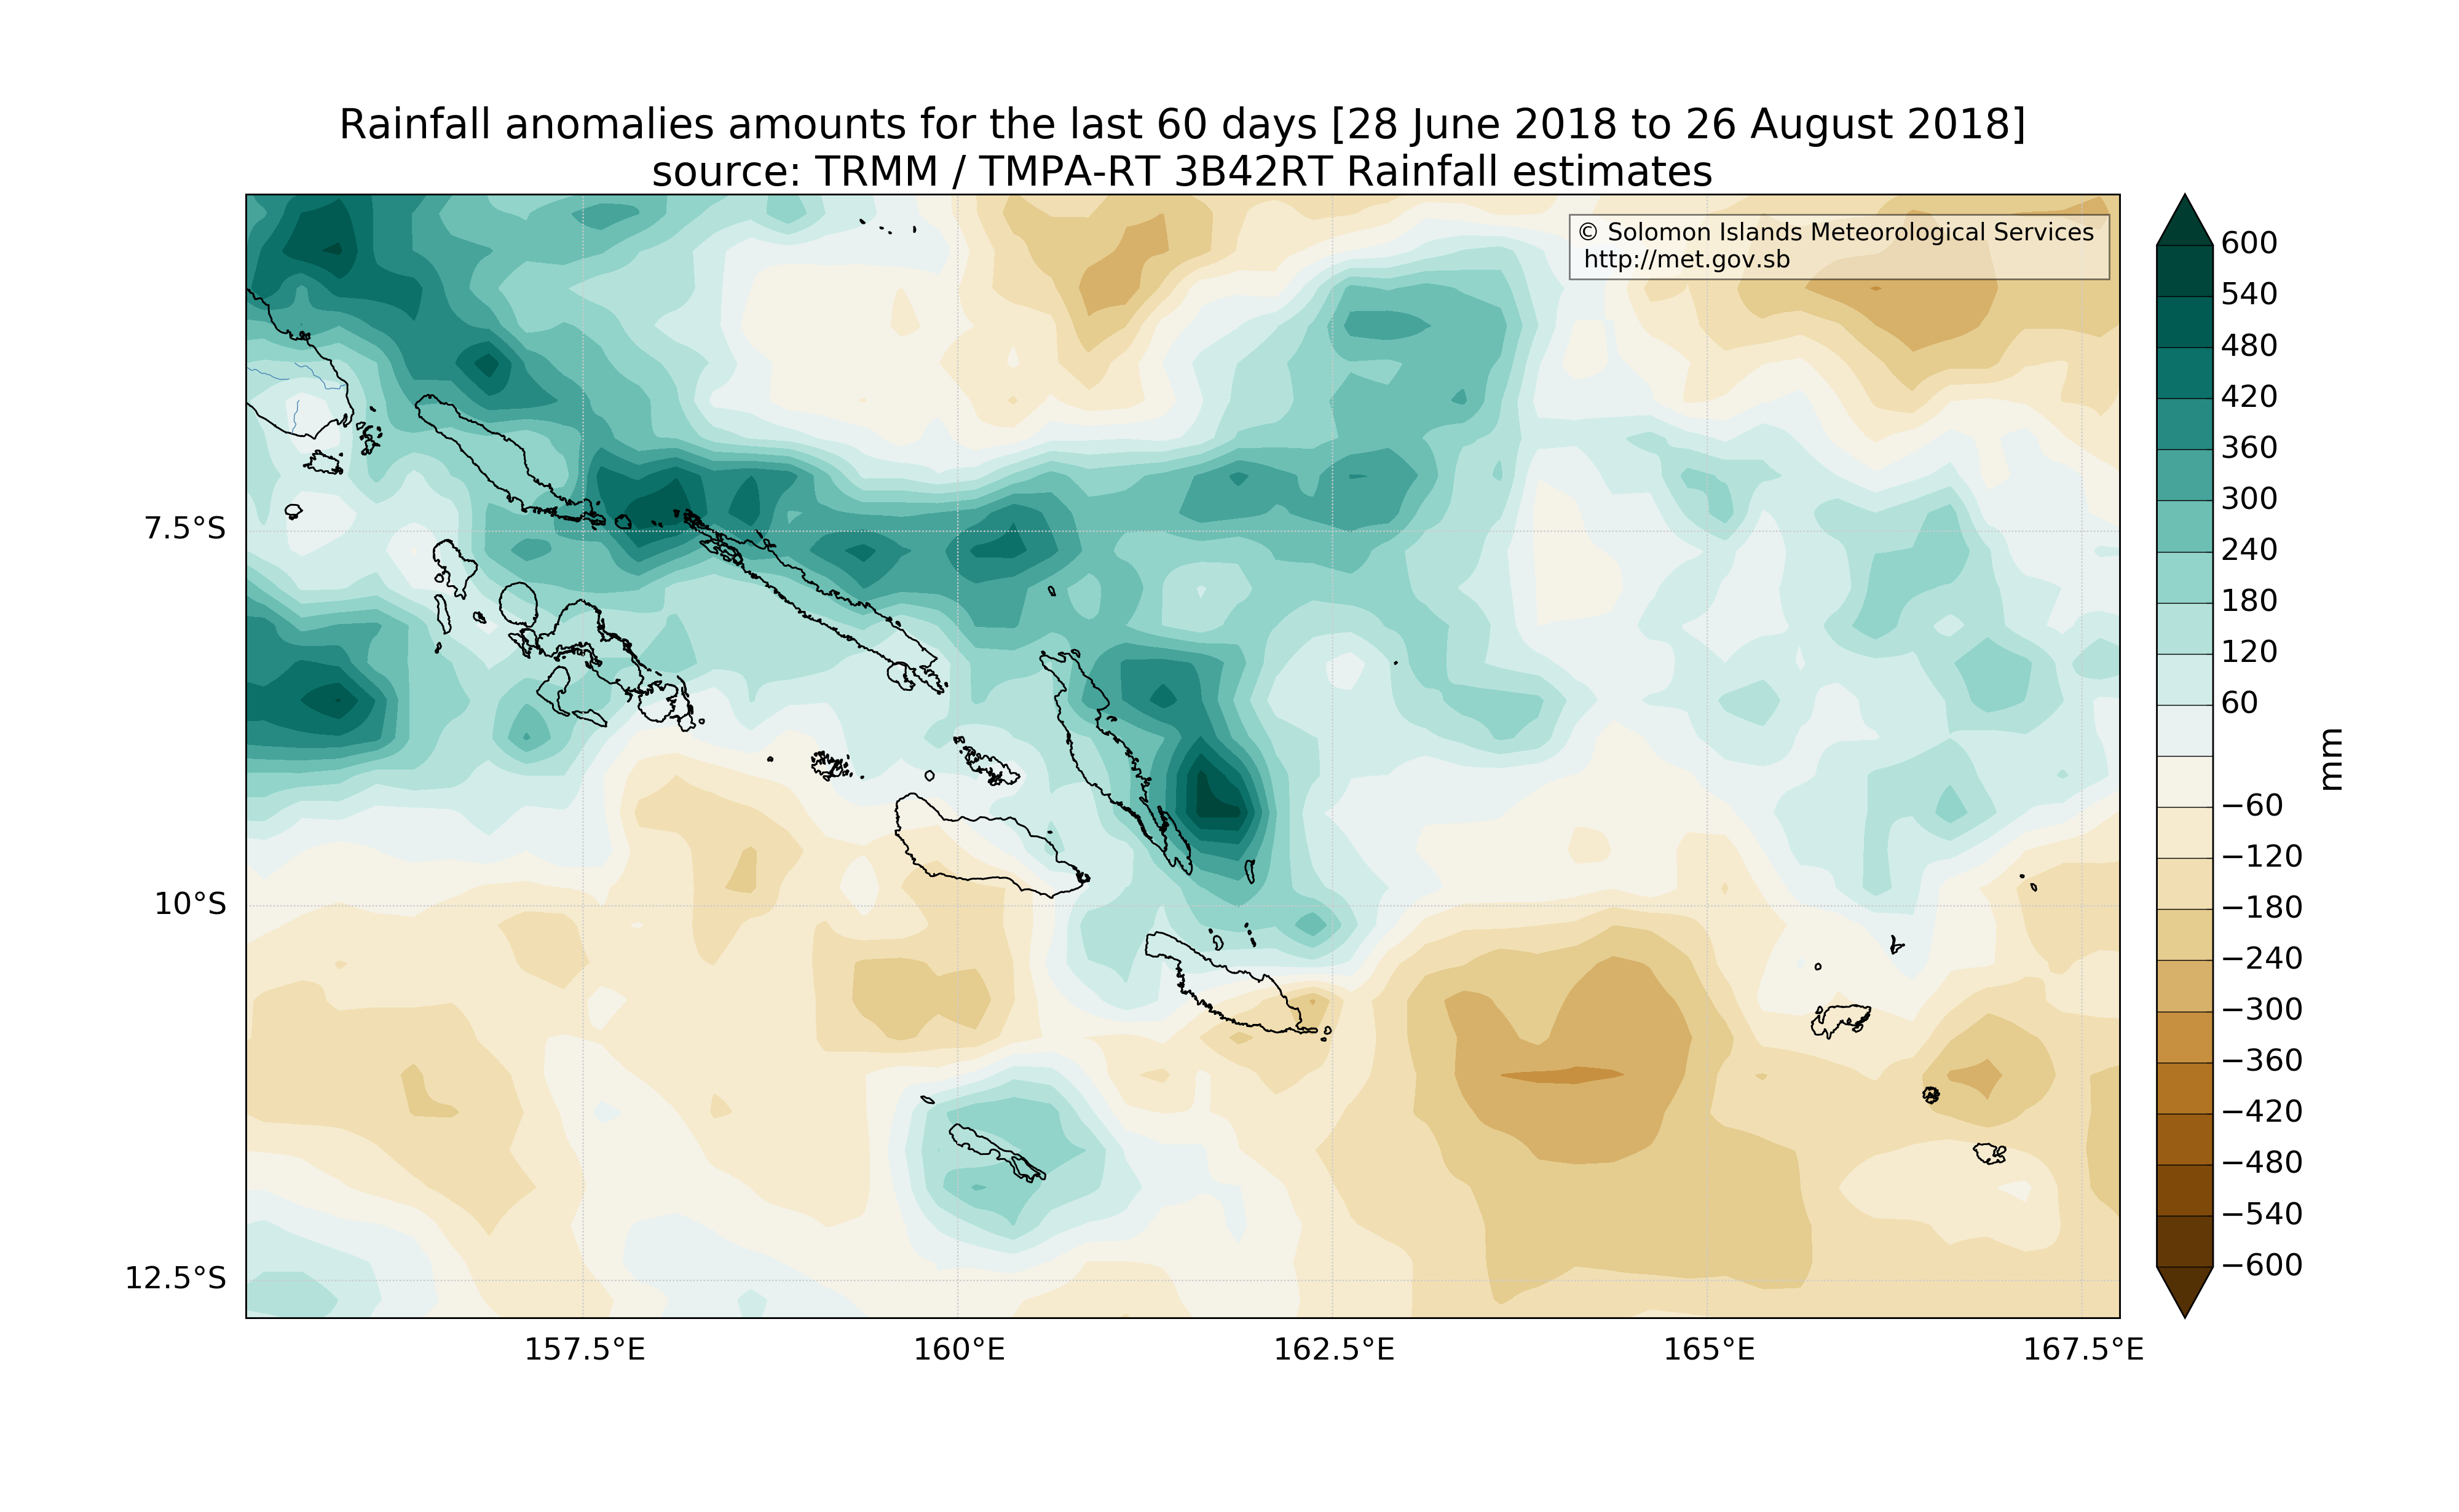 Rainfall anomalies amounts for the last 60 days [28 June 2018 to 26 August 2018]
source: TRMM / TMPA-RT 3B42RT Rainfall estimates
© Solomon Islands Meteorological Services
http://met.gov.sb
7.5°S
10°S
12.5°S
157.5°E
160°E
162.5°E
165°E
167.5°E
600
540
480
420
360
300
240
180
120
60
−60
−120
−180
−240
−300
−360
−420
−480
−540
−600
mm